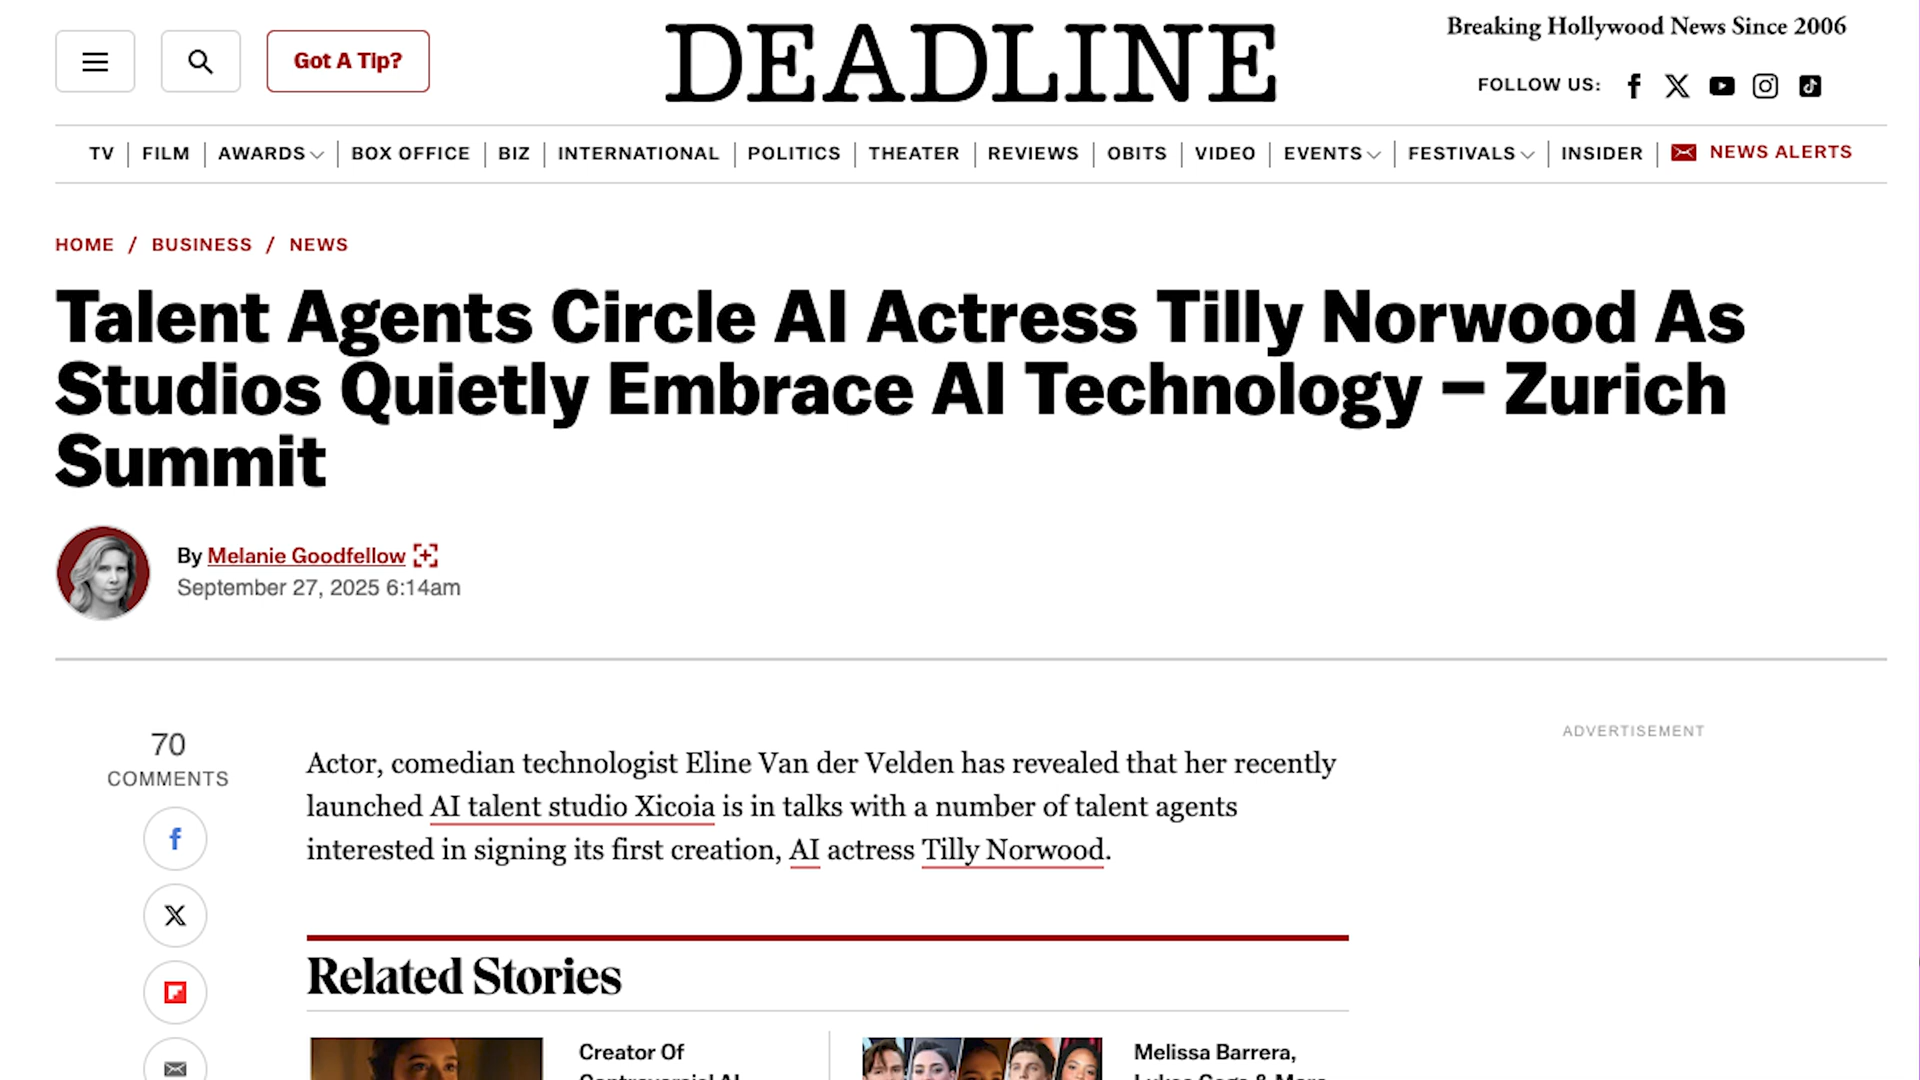 Got A Tip?
DEADLINE
Breaking Hollywood News Since 2006
FOLLOW US:
TV | FILM | AWARDS | BOX OFFICE | BIZ | INTERNATIONAL | POLITICS | THEATER | REVIEWS | OBITS | VIDEO | EVENTS | FESTIVALS | INSIDER | NEWS ALERTS
HOME / BUSINESS / NEWS
Talent Agents Circle AI Actress Tilly Norwood As
Studios Quietly Embrace AI Technology – Zurich
Summit
By Melanie Goodfellow
September 27, 2025 6:14am
70
COMMENTS
ADVERTISEMENT
Actor, comedian technologist Eline Van der Velden has revealed that her recently
launched AI talent studio Xicoia is in talks with a number of talent agents
interested in signing its first creation, AI actress Tilly Norwood.
Related Stories
Creator Of
Controversial AI
Melissa Barrera,